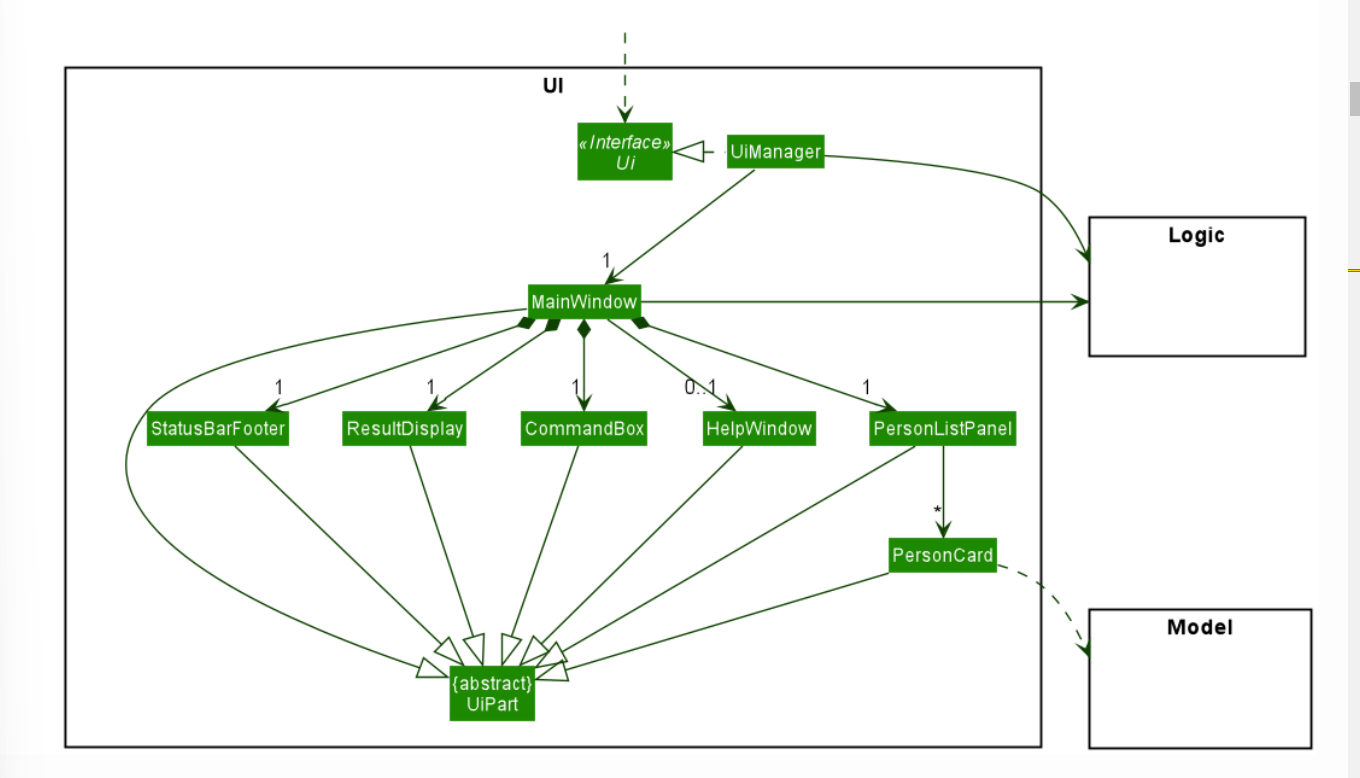 UI
«Interface»
Ui
UiManager
Logic
1
MainWindow
1
1
1
0..1
1
StatusBarFooter
ResultDisplay
CommandBox
HelpWindow
PersonListPanel
*
PersonCard
Model
{abstract}
UiPart